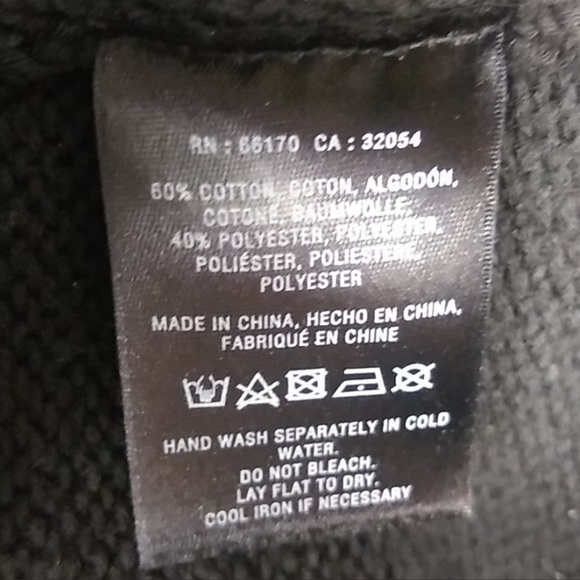 RN : 66170 CA : 32054
60% COTTON, COTON, ALGODÓN,
COTONE, BAUMWOLLE,
40% POLYESTER, POLYESTER,
POLIÉSTER, POLIESTERE,
POLYESTER
MADE IN CHINA, HECHO EN CHINA,
FABRIQUÉ EN CHINE
HAND WASH SEPARATELY IN COLD
WATER.
DO NOT BLEACH.
LAY FLAT TO DRY.
COOL IRON IF NECESSARY